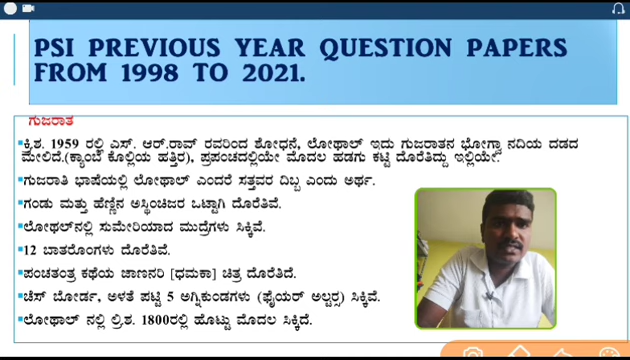 PSI PREVIOUS YEAR QUESTION PAPERS
FROM 1998 TO 2021.
ಗುಜರಾತ
ಕ್ರಿಶ. 1959 ರಲ್ಲಿ ಎಸ್. ಆರ್.ರಾವ್ ರವರಿಂದ ಶೋಧನೆ, ಲೋಥಾಲ್ ಇದು ಗುಜರಾತನ ಭೋಗ್ವಾ ನದಿಯ ದಡದ
ಮೇಲಿದೆ.(ಕ್ಯಾಂಬೆ ಕೊಲ್ಲಿಯ ಹತ್ತಿರ), ಪ್ರಪಂಚದಲ್ಲಿಯೇ ಮೊದಲ ಹಡಗು ಕಟ್ಟೆ ದೊರೆತಿದ್ದು ಇಲ್ಲಿಯೇ.
ಗುಜರಾತಿ ಭಾಷೆಯಲ್ಲಿ ಲೋಥಾಲ್ ಎಂದರೆ ಸತ್ತವರ ದಿಬ್ಬ ಎಂದು ಅರ್ಥ.
ಗಂಡು ಮತ್ತು ಹೆಣ್ಣಿನ ಅಸ್ಥಿಂಚಿಜರ ಒಟ್ಟಾಗಿ ದೊರೆತಿವೆ.
ಲೋಥಲ್‌ನಲ್ಲಿ ಸುಮೇರಿಯಾದ ಮುದ್ರೆಗಳು ಸಿಕ್ಕಿವೆ.
12 ಬಾತರೊಂಗಳು ದೊರೆತಿವೆ.
ಪಂಚತಂತ್ರ ಕಥೆಯ ಜಾಣನರಿ [ಧಮಕಾ] ಚಿತ್ರ ದೊರೆತಿದೆ.
ಚೆಸ್ ಬೋರ್ಡ, ಅಳತೆ ಪಟ್ಟಿ 5 ಅಗ್ನಿಕುಂಡಗಳು (ಫೈಯರ್ ಅಲ್ಟರ್ಸ) ಸಿಕ್ಕಿವೆ.
ಲೋಥಾಲ್ ನಲ್ಲಿ ಲ್ರಿಶ. 1800ರಲ್ಲಿ ಹೊಟ್ಟು ಮೊದಲ ಸಿಕ್ಕಿದೆ.